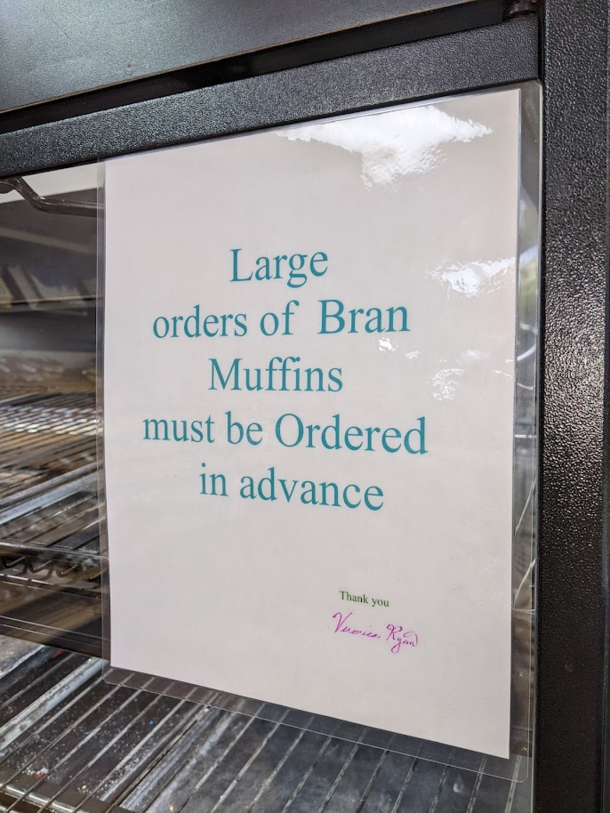 Large
orders of Bran
Muffins
must be Ordered
in advance
Thank you
Veronica Ryan